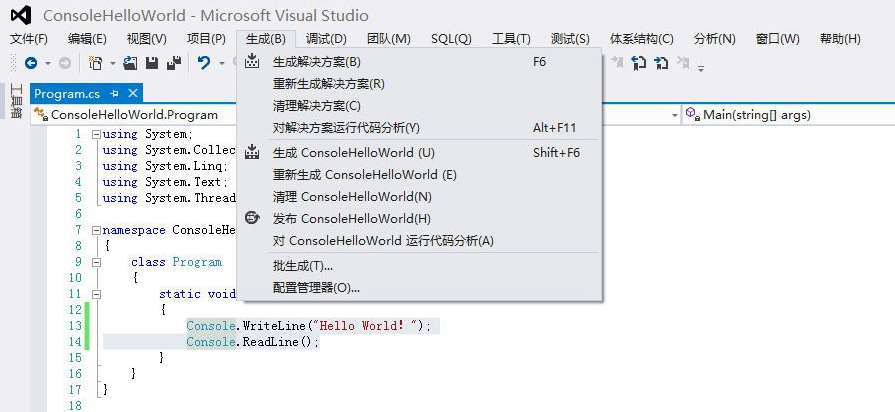 ConsoleHelloWorld - Microsoft Visual Studio
文件(F) 编辑(E) 视图(V) 项目(P) 生成(B) 调试(D) 团队(M) SQL(Q) 工具(T) 测试(S) 体系结构(C) 分析(N) 窗口(W) 帮助(H)
生成解决方案(B) F6
重新生成解决方案(R)
清理解决方案(C)
对解决方案运行代码分析(Y) Alt+F11
生成 ConsoleHelloWorld (U) Shift+F6
重新生成 ConsoleHelloWorld (E)
清理 ConsoleHelloWorld(N)
发布 ConsoleHelloWorld(H)
对 ConsoleHelloWorld 运行代码分析(A)
批生成(T)...
配置管理器(O)...
工具箱
Program.cs
ConsoleHelloWorld.Program Main(string[] args)
1 using System;
2 using System.Collec
3 using System.Linq;
4 using System.Text;
5 using System.Thread
6
7 namespace ConsoleHe
8 {
9 class Program
10 {
11 static void
12 {
13 Console.WriteLine("Hello World! ");
14 Console.ReadLine();
15 }
16 }
17 }
18